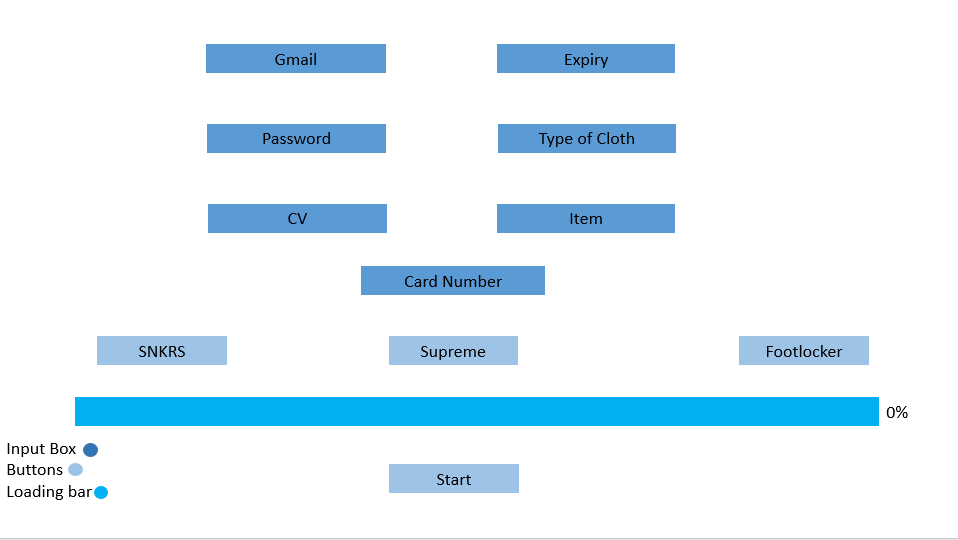 Gmail
Expiry
Password
Type of Cloth
CV
Item
Card Number
SNKRS
Supreme
Footlocker
0%
Input Box
Buttons
Loading bar
Start